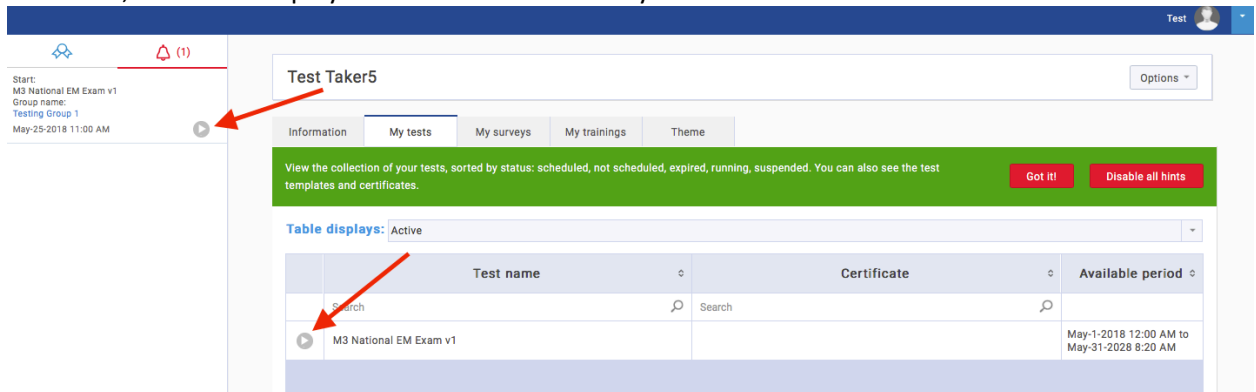 Test
(1)
Start:
M3 National EM Exam v1
Group name:
Testing Group 1
May-25-2018 11:00 AM
Test Taker5
Options
Information My tests My surveys My trainings Theme
View the collection of your tests, sorted by status: scheduled, not scheduled, expired, running, suspended. You can also see the test
templates and certificates.
Got it! Disable all hints
Table displays: Active
Test name Certificate Available period
Search Search
M3 National EM Exam v1
May-1-2018 12:00 AM to
May-31-2028 8:20 AM